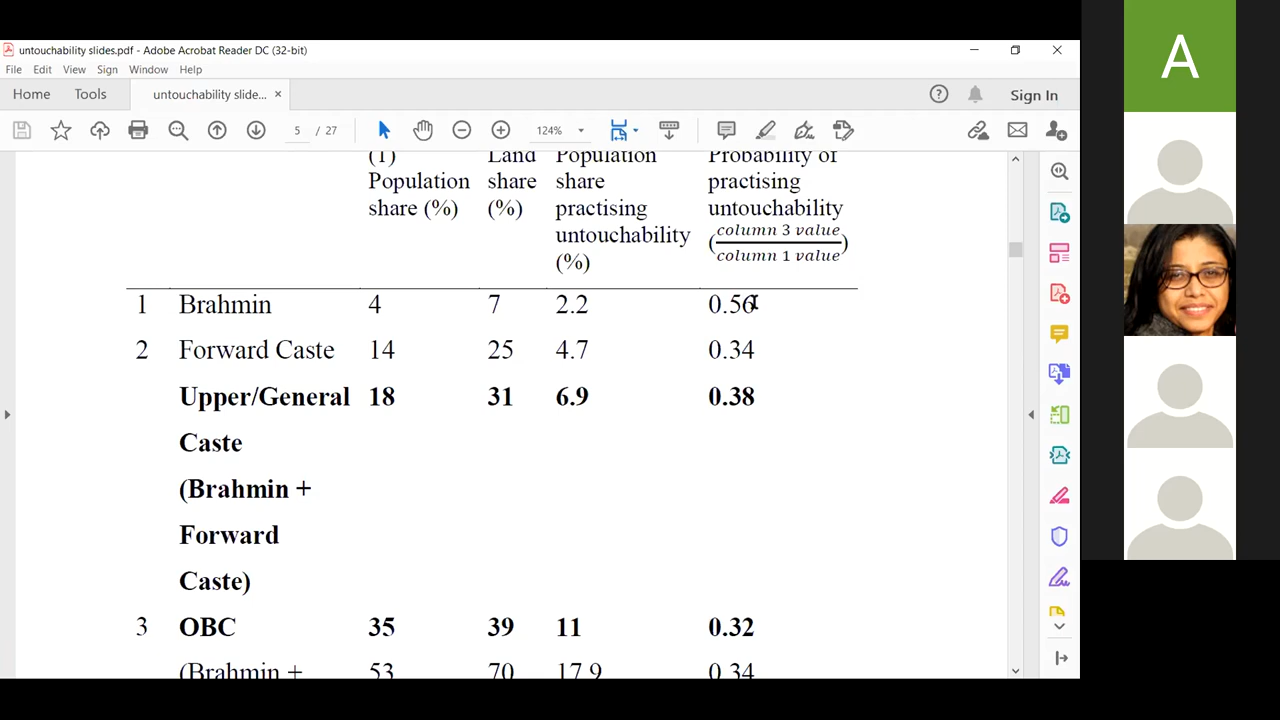 untouchability slides.pdf - Adobe Acrobat Reader DC (32-bit)
File Edit View Sign Window Help
Home Tools untouchability slide... × Sign In
5 / 27 124%
(1) Land Population Probability of
Population share share practising
share (%) (%) practising untouchability
untouchability (column 3 value / column 1 value)
(%)
1 Brahmin 4 7 2.2 0.56
2 Forward Caste 14 25 4.7 0.34
Upper/General 18 31 6.9 0.38
Caste
(Brahmin +
Forward
Caste)
3 OBC 35 39 11 0.32
(Brahmin + 53 70 17.9 0.34
A